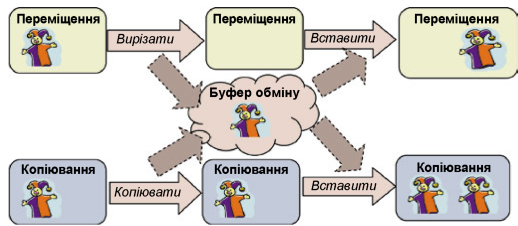 Переміщення
Вирізати
Переміщення
Вставити
Переміщення
Буфер обміну
Копіювання
Копіювати
Копіювання
Вставити
Копіювання